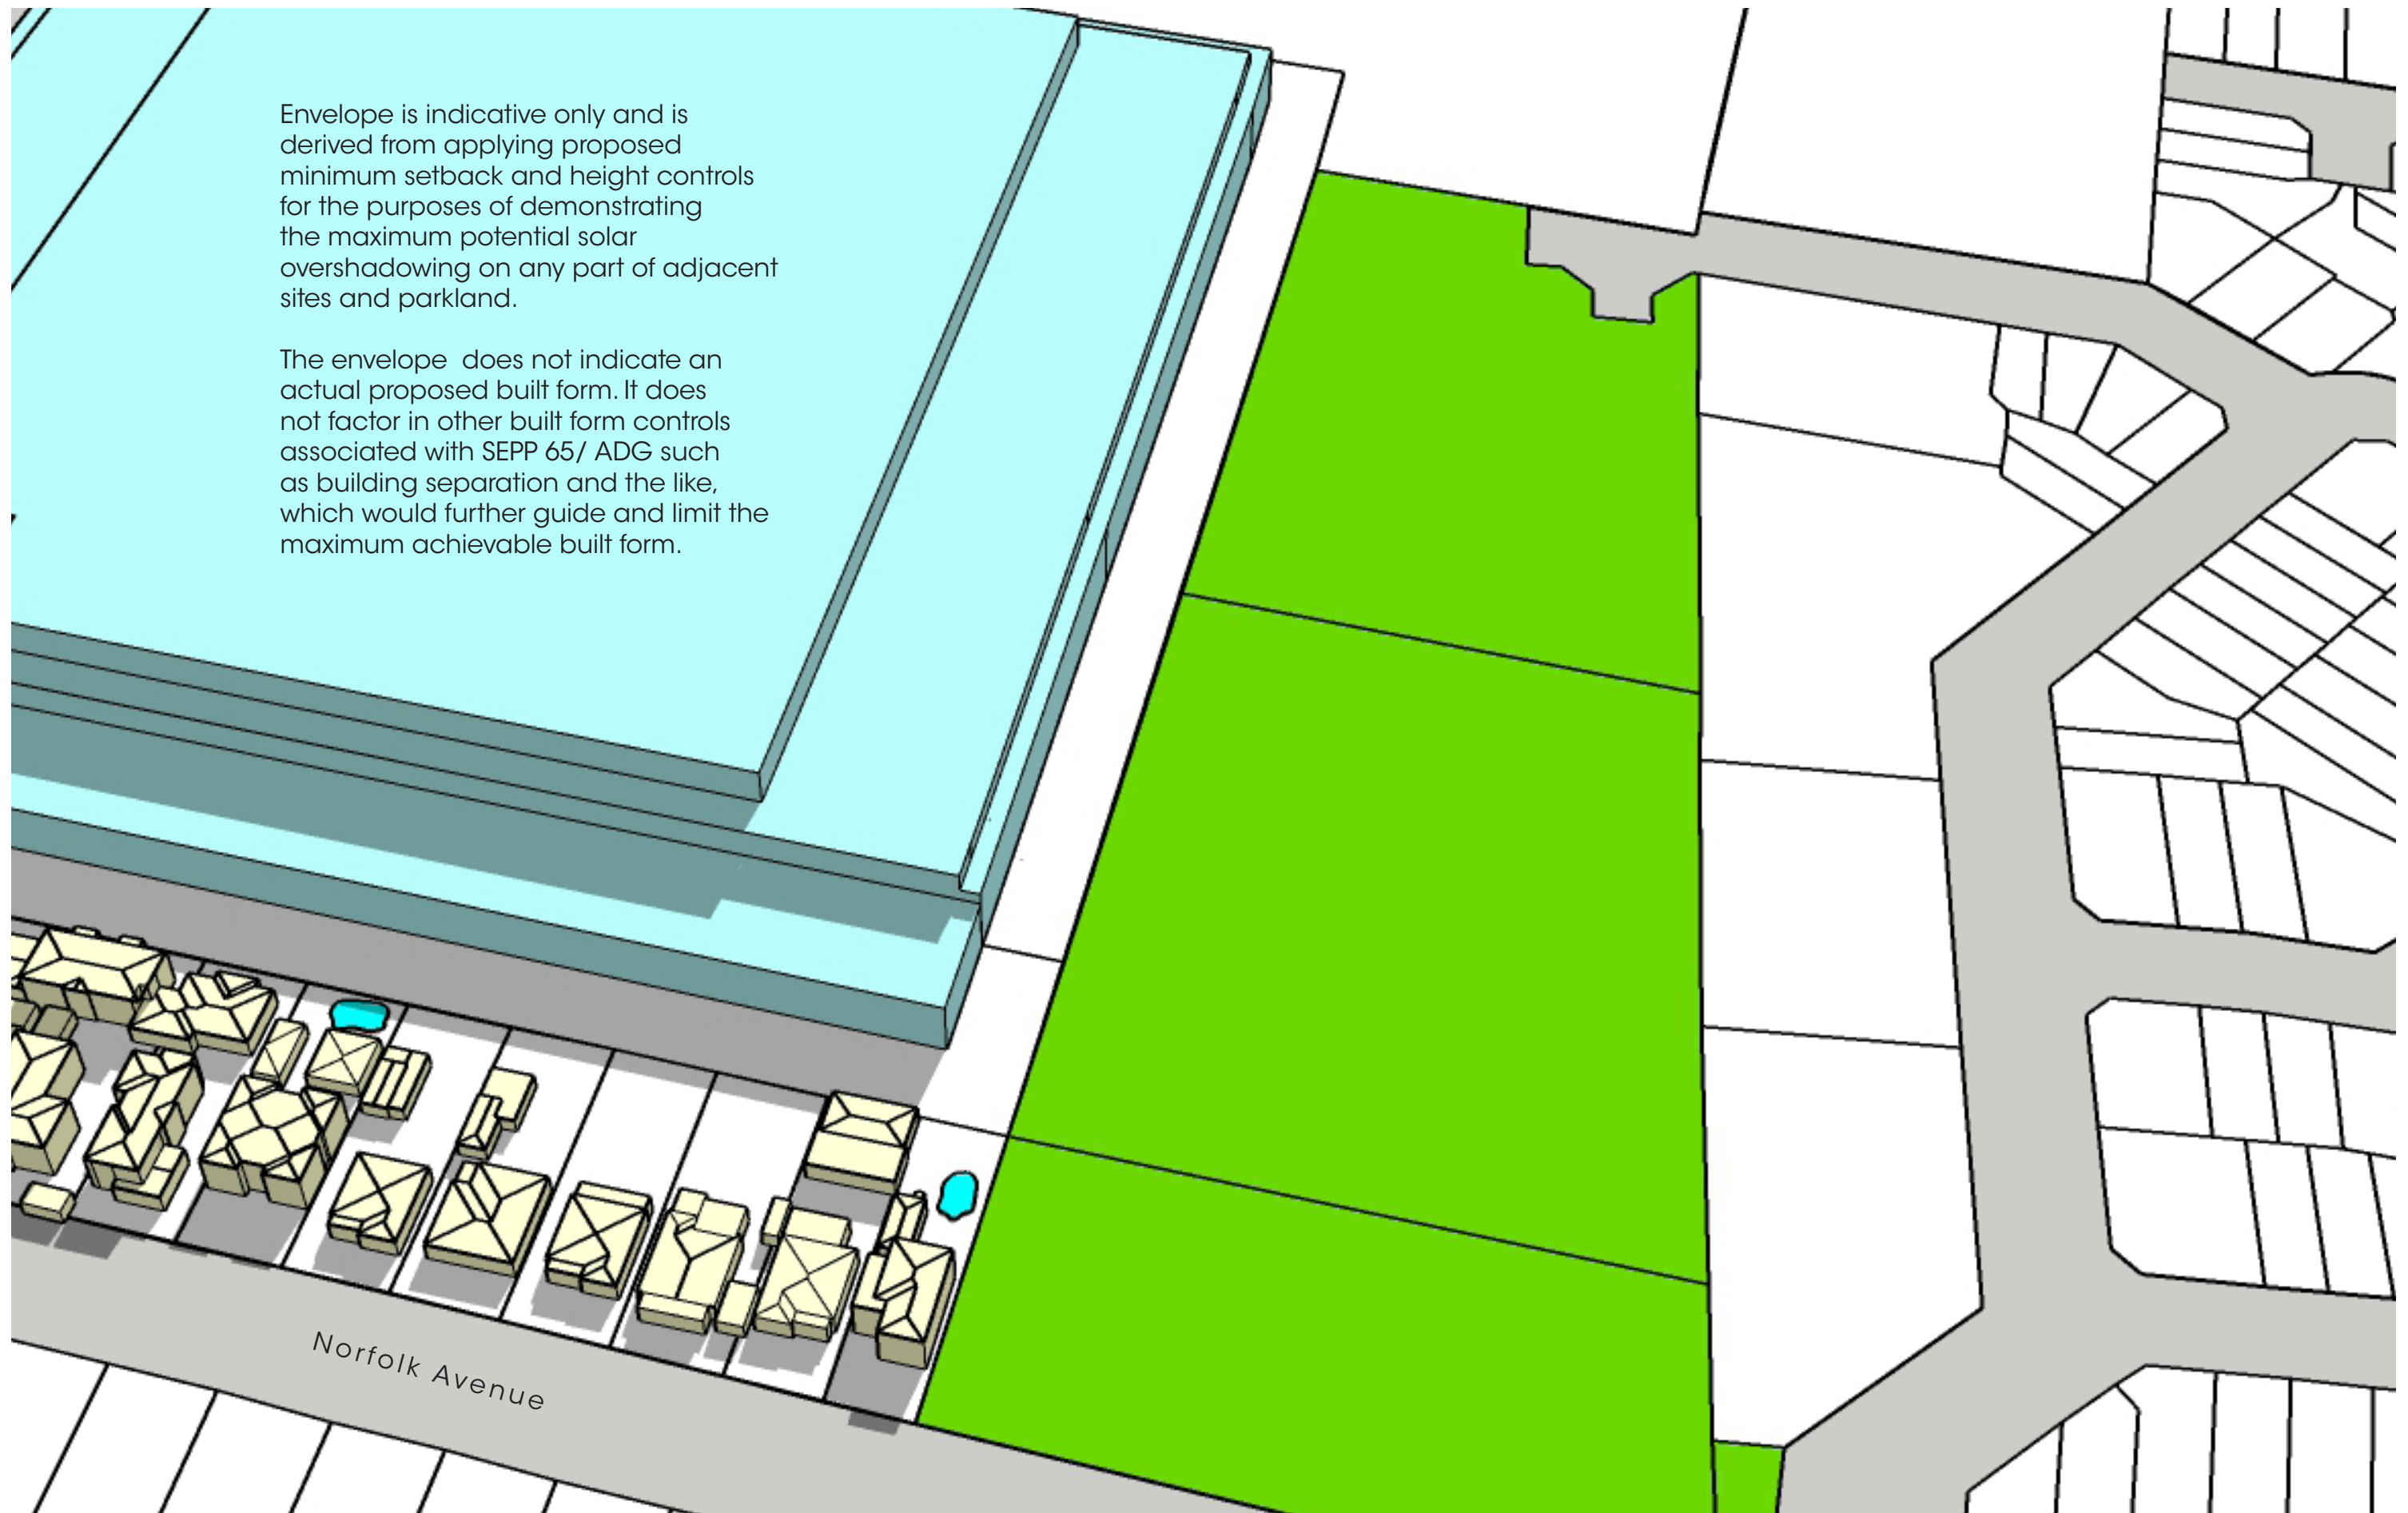 Envelope is indicative only and is
derived from applying proposed
minimum setback and height controls
for the purposes of demonstrating
the maximum potential solar
overshadowing on any part of adjacent
sites and parkland.
The envelope  does not indicate an
actual proposed built form. It does
not factor in other built form controls
associated with SEPP 65/ ADG such
as building separation and the like,
which would further guide and limit the
maximum achievable built form.
Norfolk Avenue